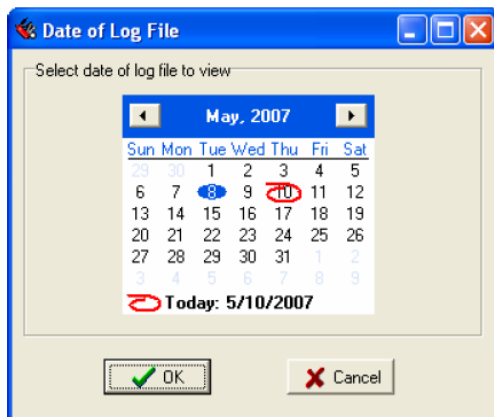 Date of Log File
Select date of log file to view
May, 2007
Sun Mon Tue Wed Thu Fri Sat
29 30 1 2 3 4 5
6 7 8 9 10 11 12
13 14 15 16 17 18 19
20 21 22 23 24 25 26
27 28 29 30 31 1 2
3 4 5 6 7 8 9
Today: 5/10/2007
OK Cancel